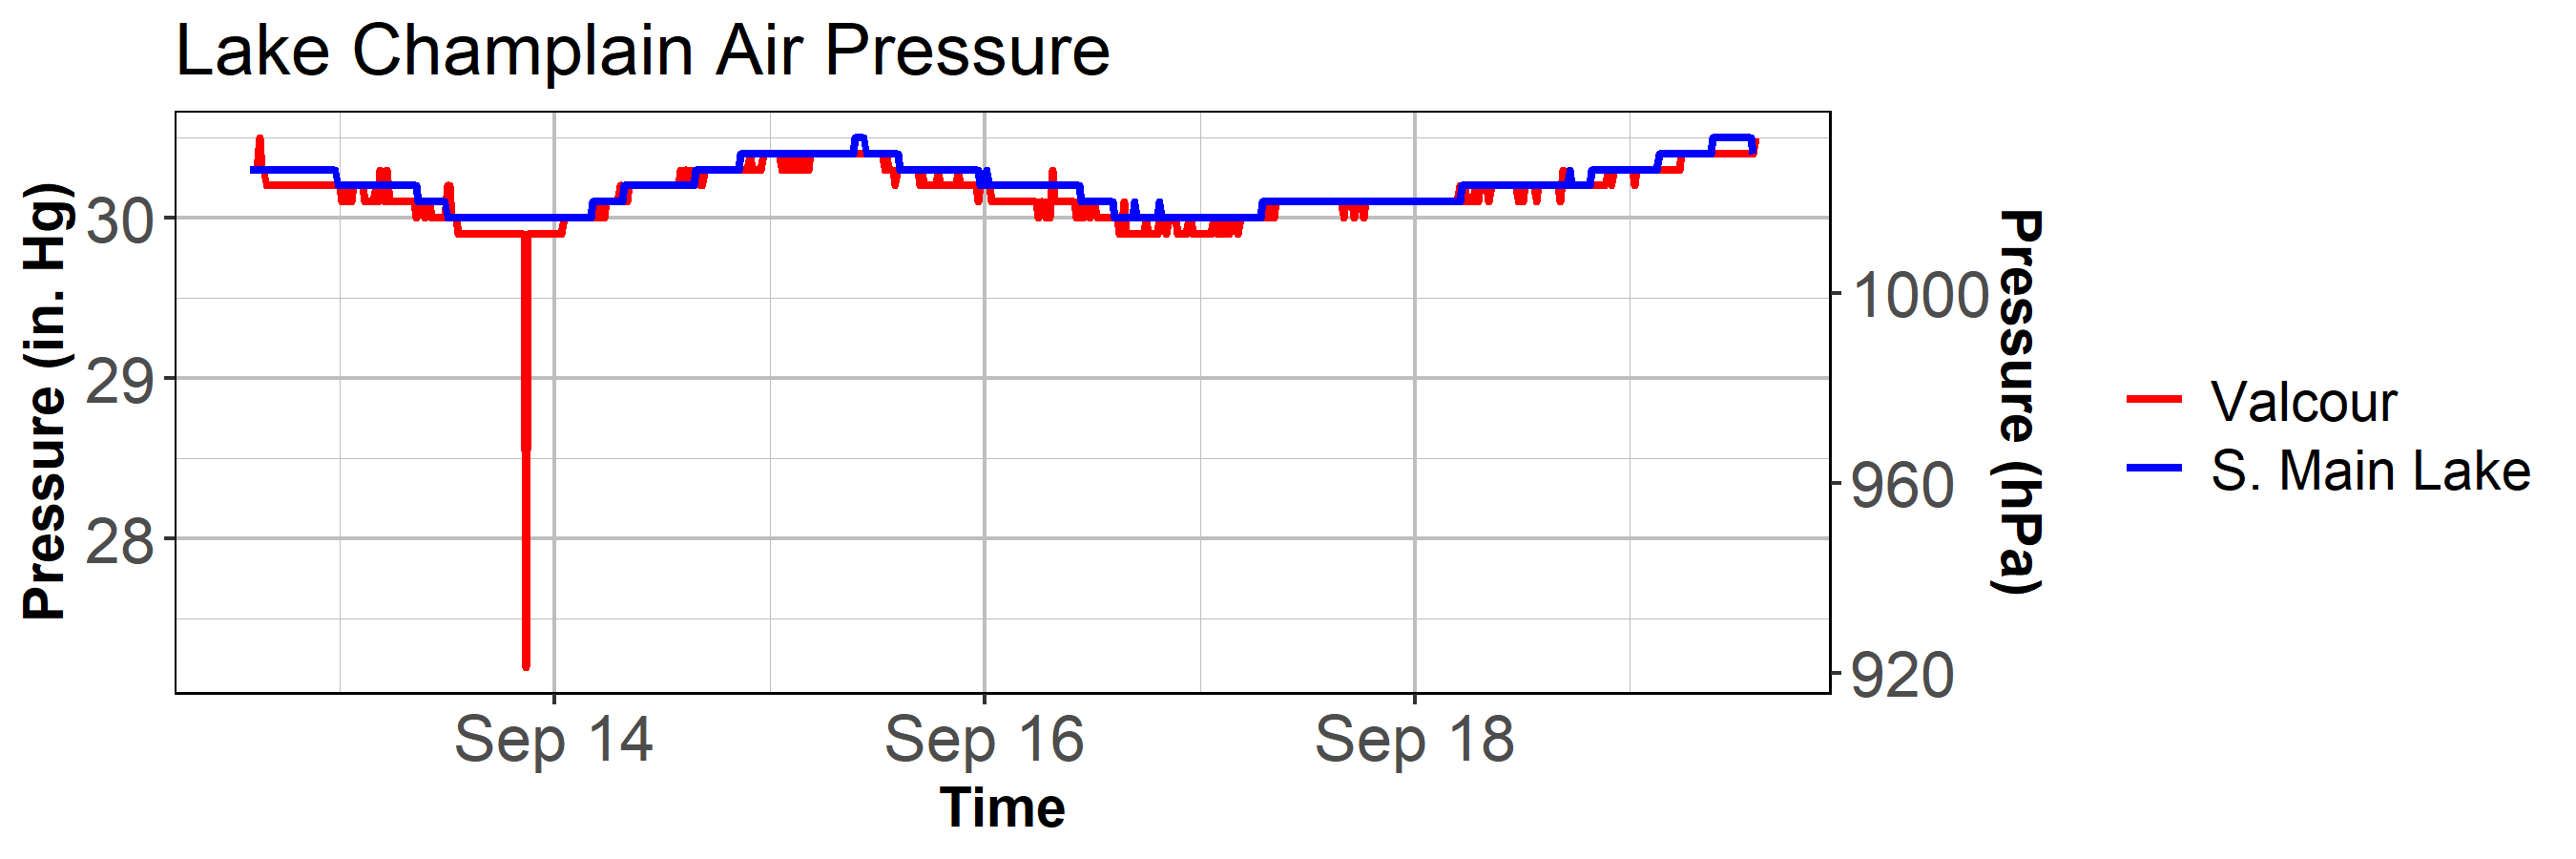 Lake Champlain Air Pressure
Pressure (in. Hg)
30
29
28
1000
960
920
Pressure (hPa)
Sep 14
Sep 16
Sep 18
Time
Valcour
S. Main Lake